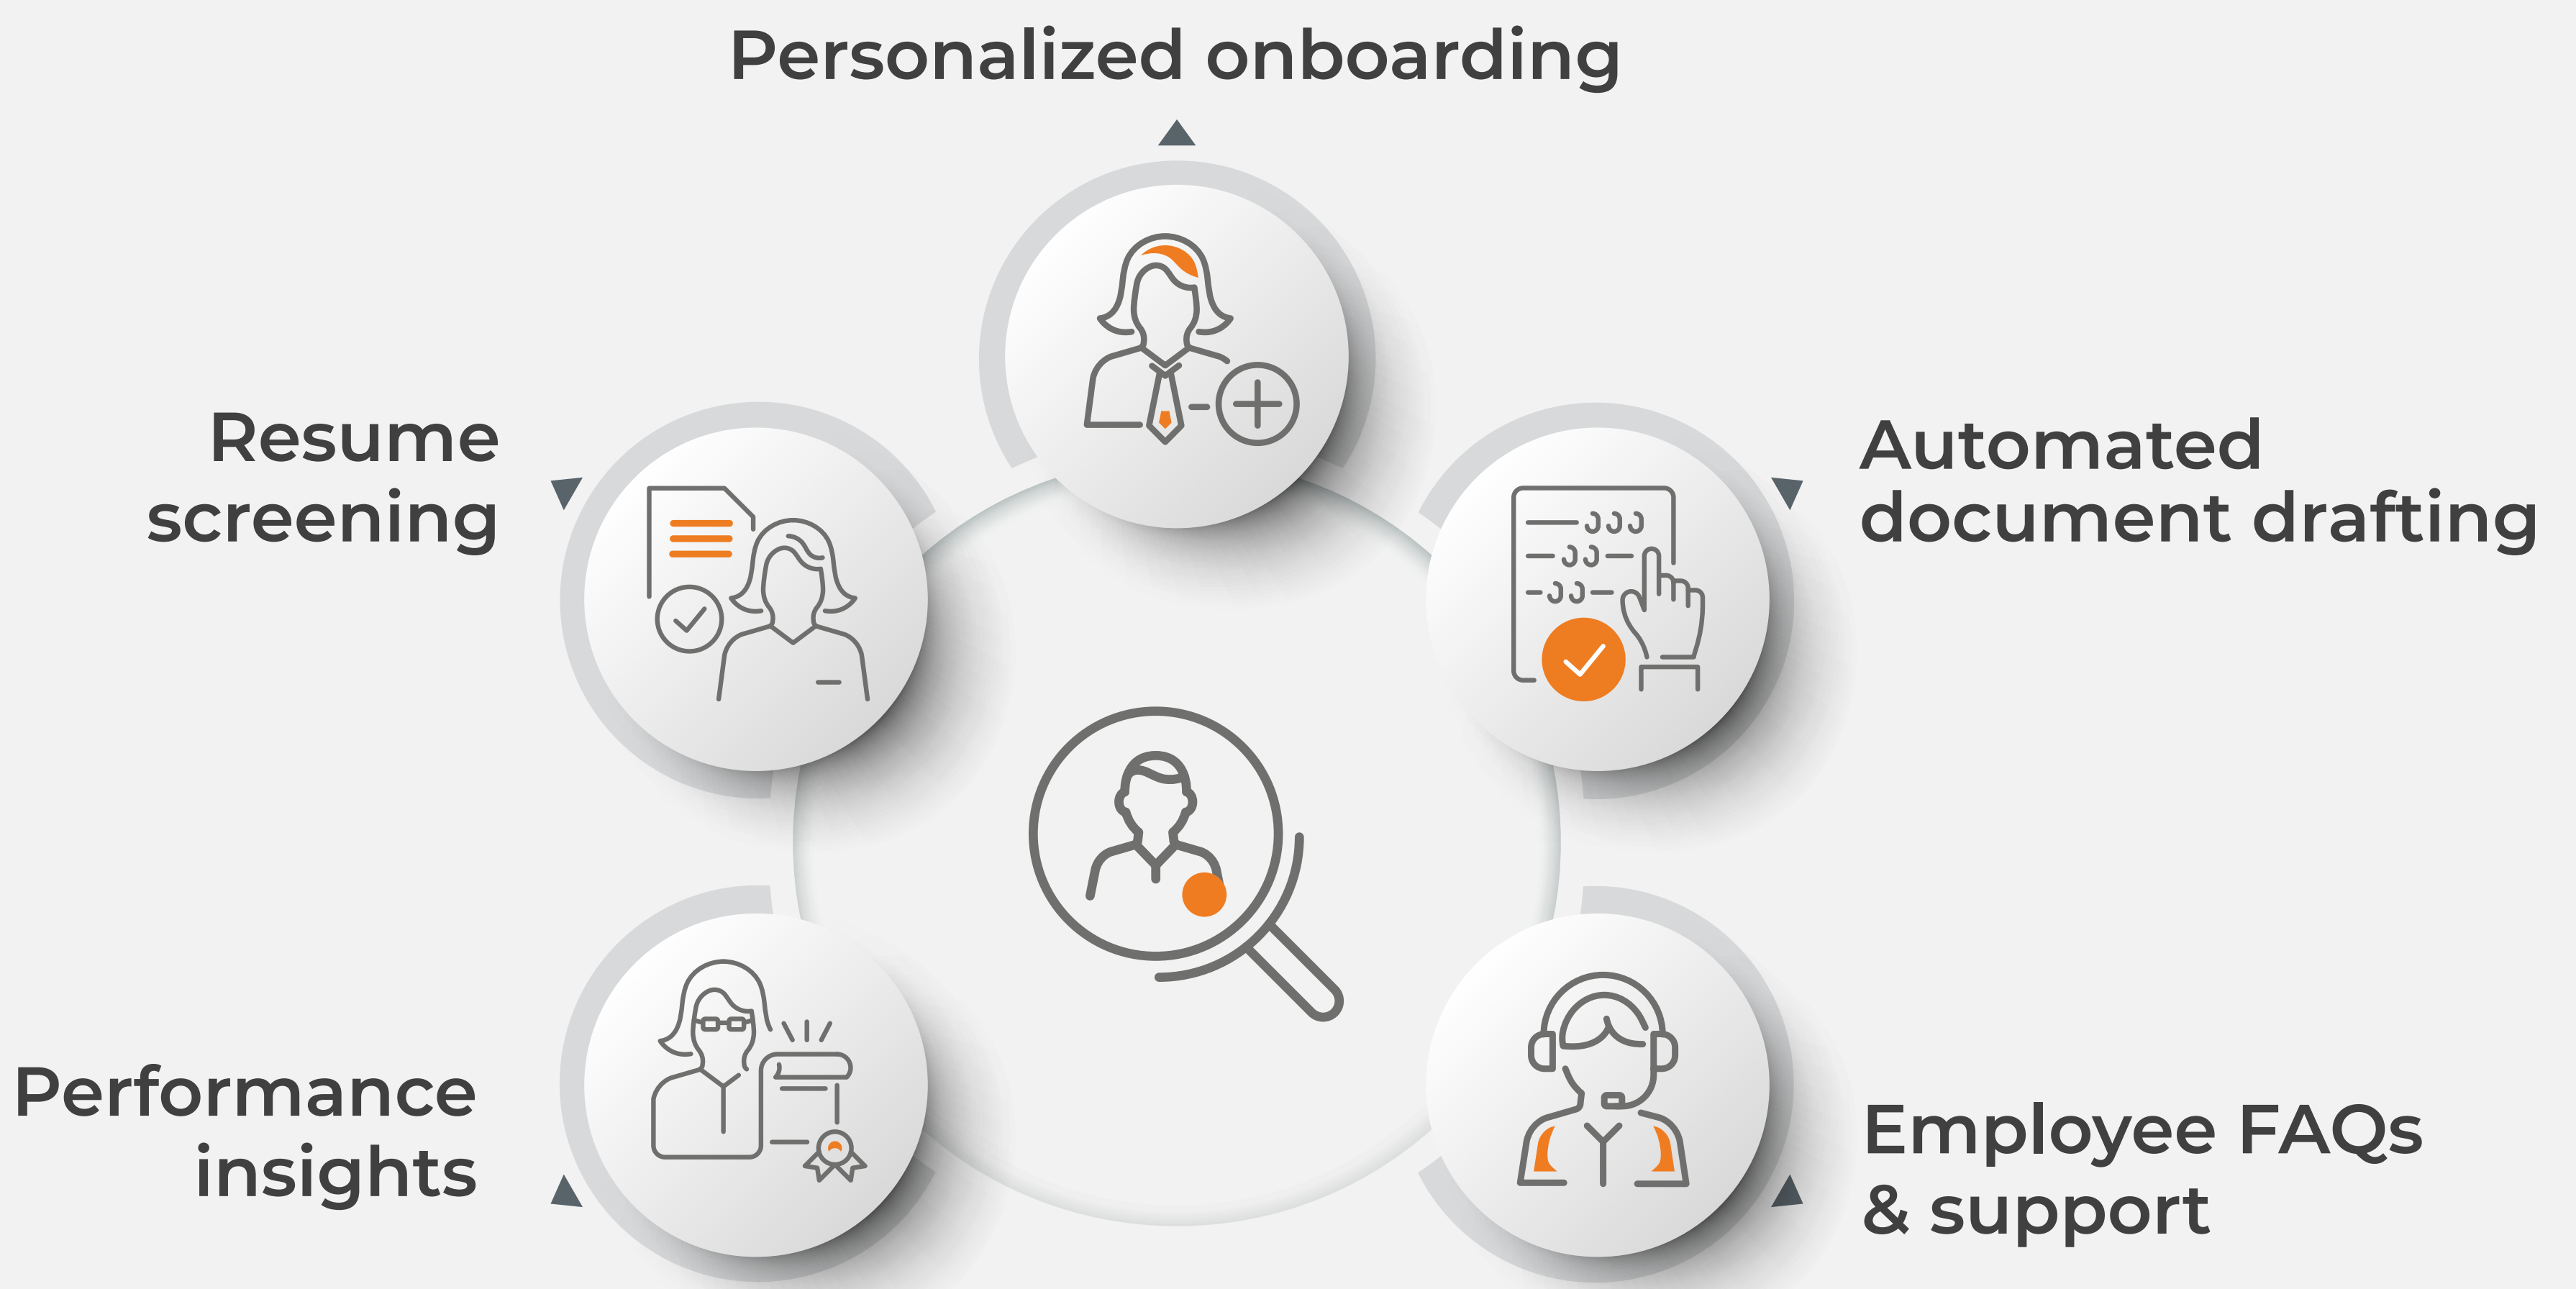 Personalized onboarding
Resume
screening
Automated
document drafting
Performance
insights
Employee FAQs
& support